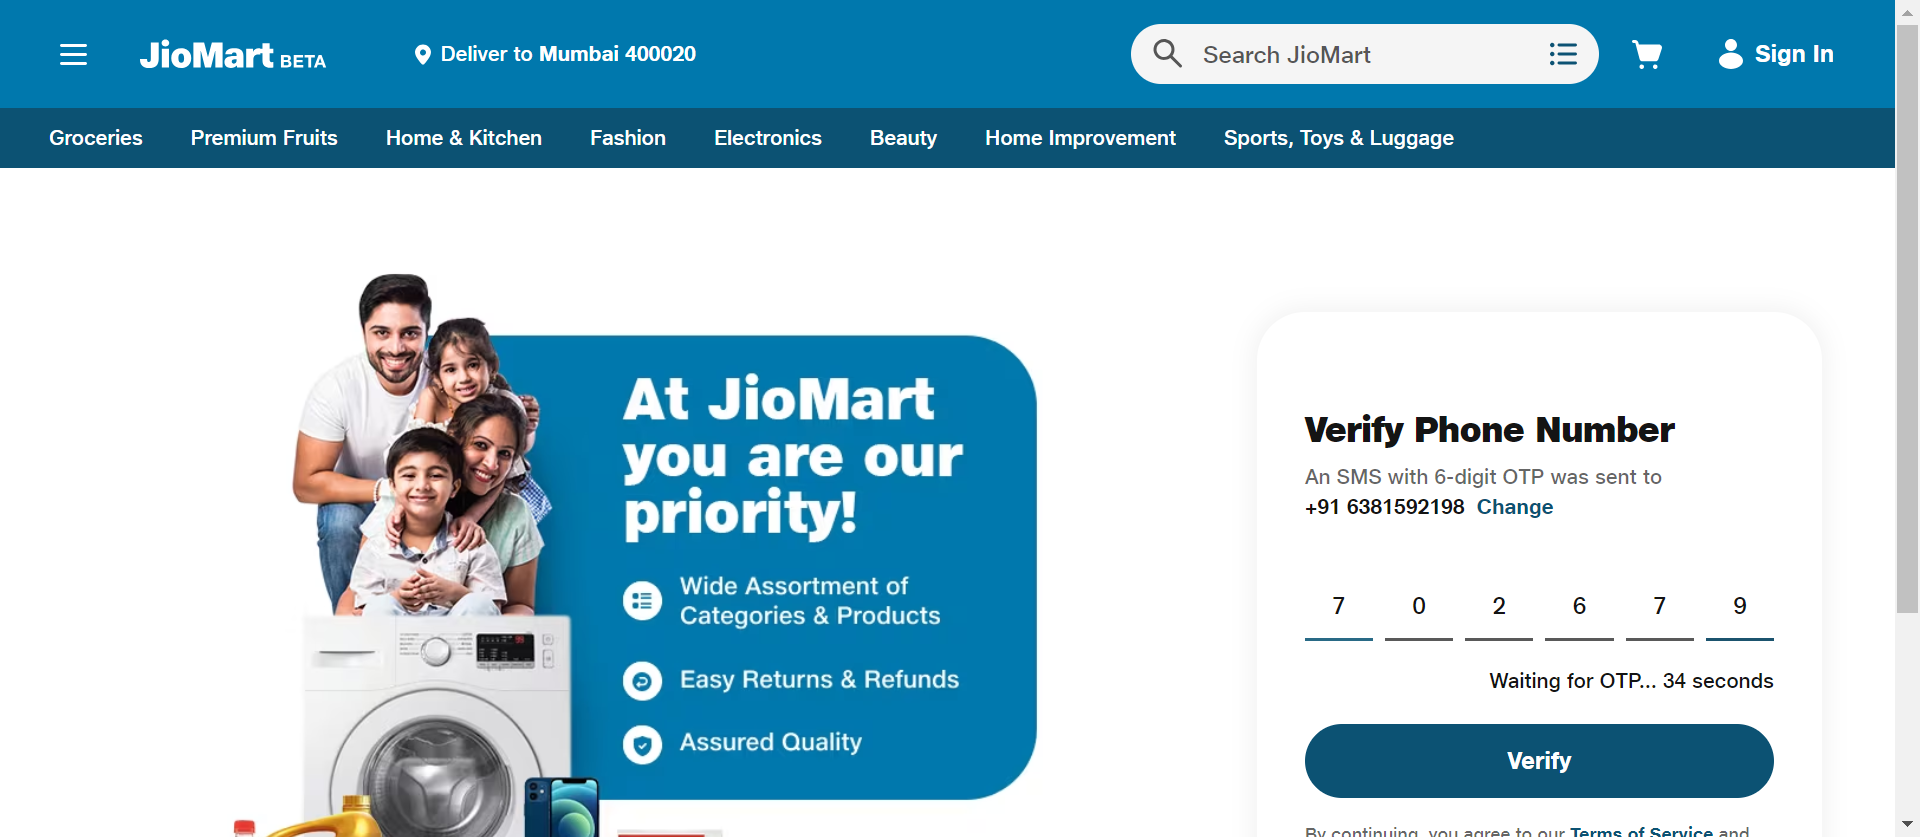 JioMart BETA
Deliver to Mumbai 400020
Search JioMart
Sign In
Groceries
Premium Fruits
Home & Kitchen
Fashion
Electronics
Beauty
Home Improvement
Sports, Toys & Luggage
At JioMart
you are our
priority!
Wide Assortment of
Categories & Products
Easy Returns & Refunds
Assured Quality
Verify Phone Number
An SMS with 6-digit OTP was sent to
+91 6381592198 Change
7 0 2 6 7 9
Waiting for OTP... 34 seconds
Verify
By continuing, you agree to our Terms of Service and